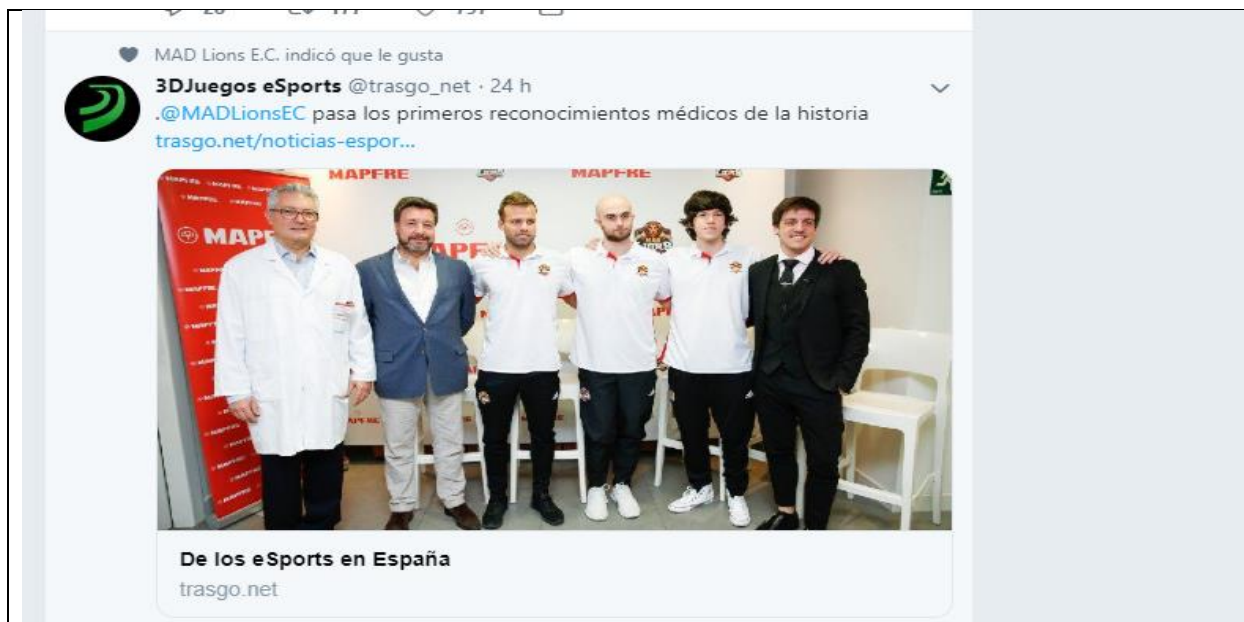 MAD Lions E.C. indicó que le gusta
3DJuegos eSports @trasgo_net · 24 h
.@MADLionsEC pasa los primeros reconocimientos médicos de la historia
trasgo.net/noticias-espor...
MAPFRE MAPFRE
MAPFRE
De los eSports en España
trasgo.net